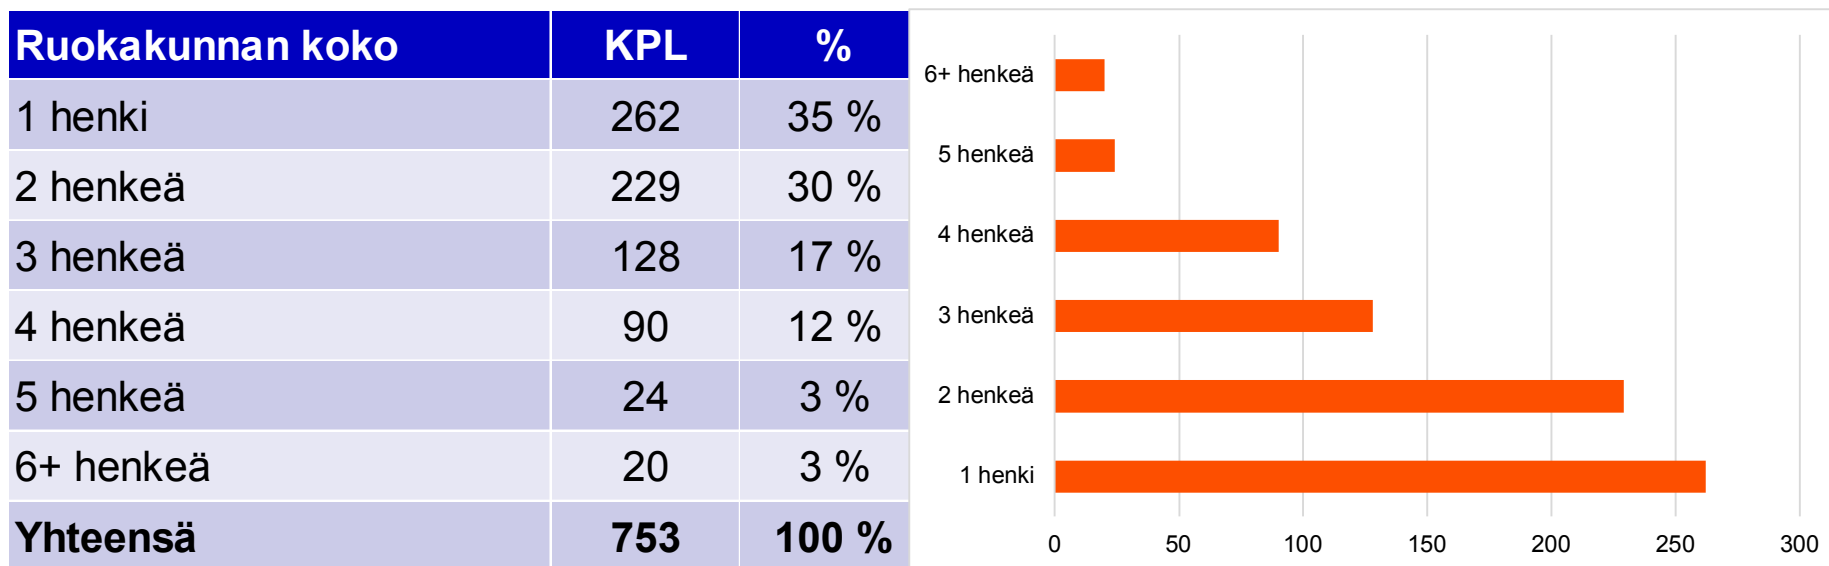 Ruokakunnan koko KPL %
1 henki 262 35 %
2 henkeä 229 30 %
3 henkeä 128 17 %
4 henkeä 90 12 %
5 henkeä 24 3 %
6+ henkeä 20 3 %
Yhteensä 753 100 %
6+ henkeä
5 henkeä
4 henkeä
3 henkeä
2 henkeä
1 henki
0 50 100 150 200 250 300